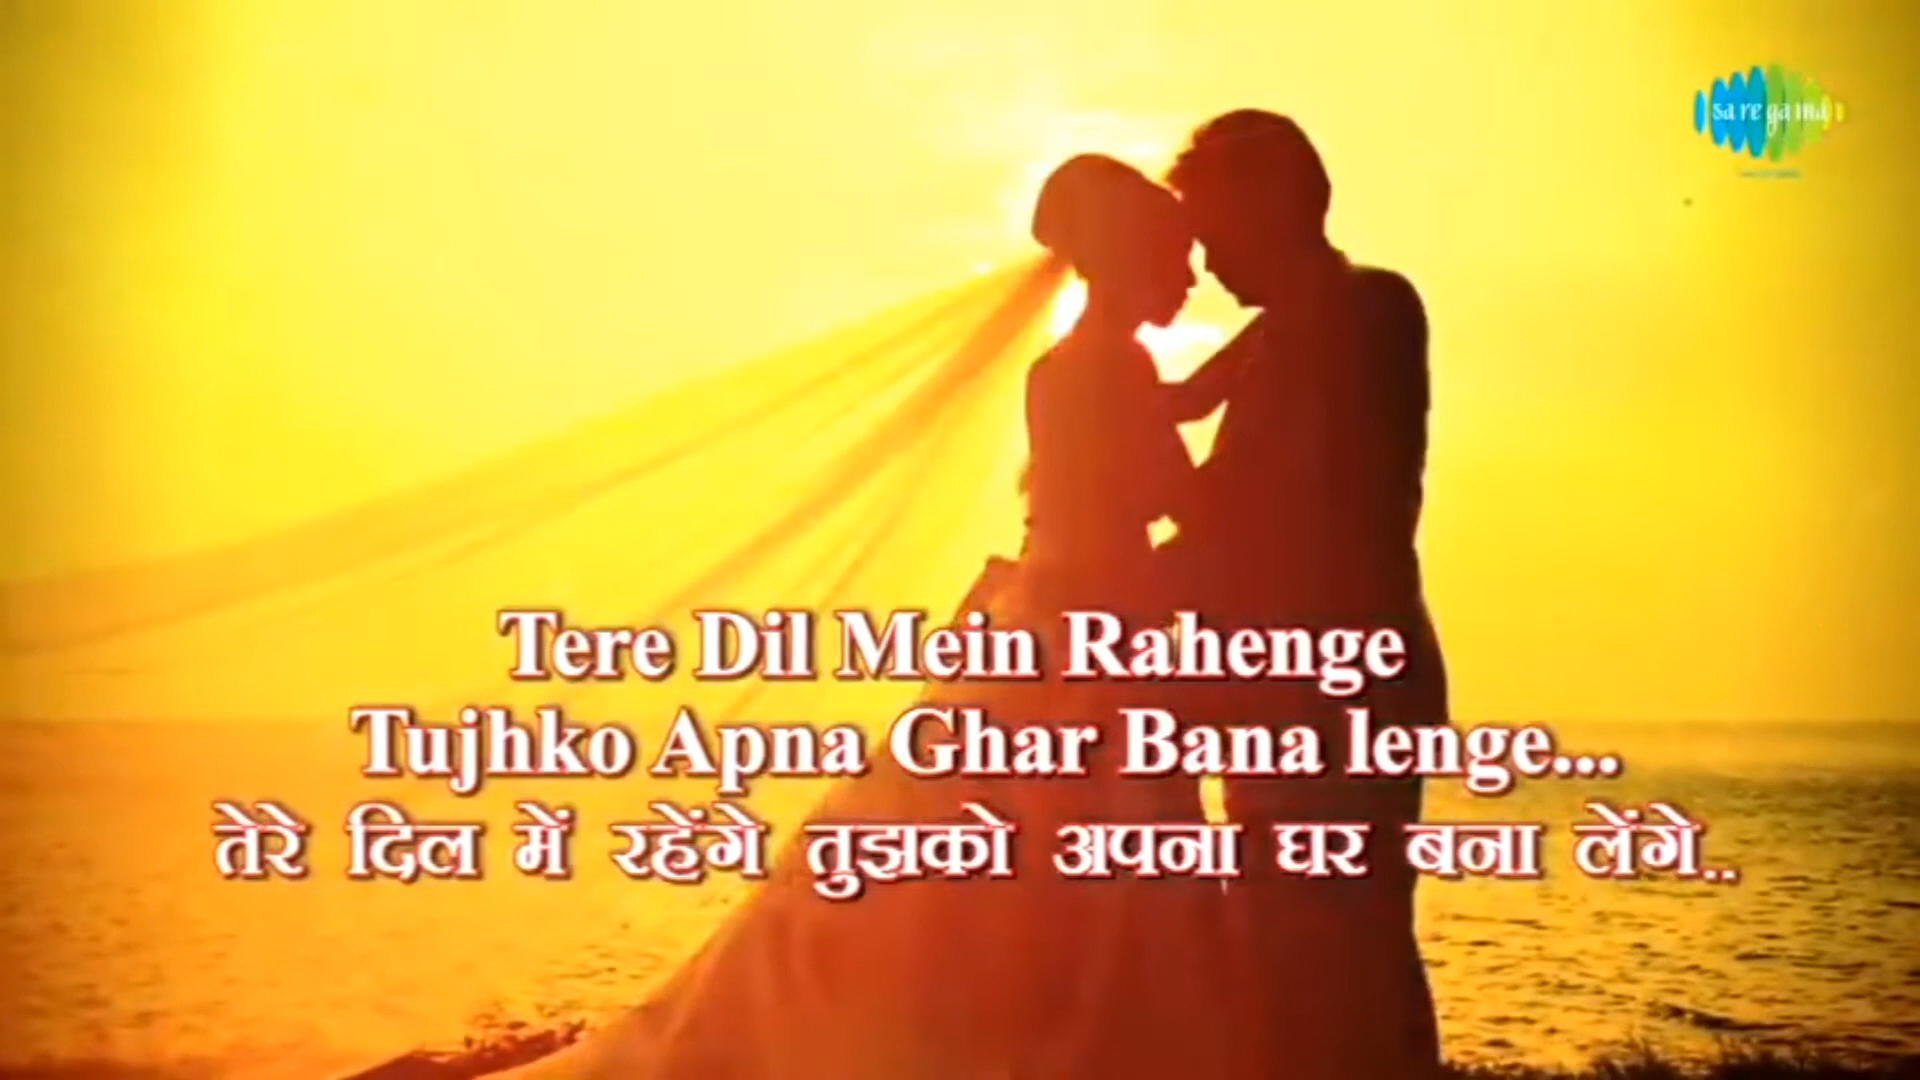 sa re ga ma
Tere Dil Mein Rahenge
Tujhko Apna Ghar Bana lenge...
तेरे दिल में रहेंगे तुझको अपना घर बना लेंगे..